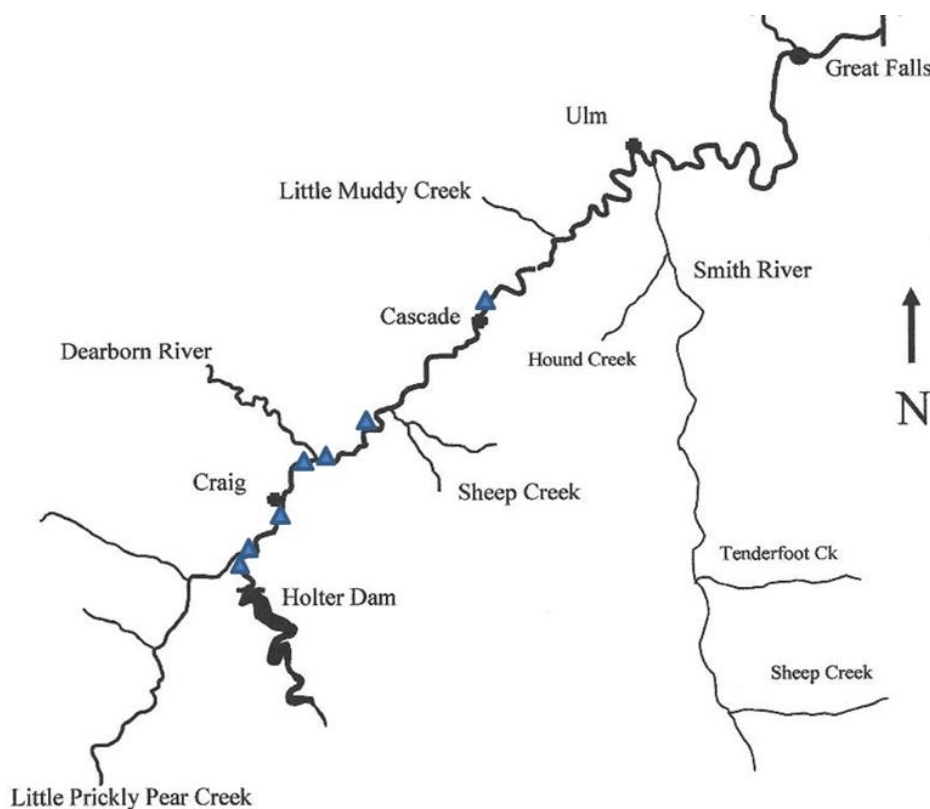 Great Falls
Ulm
Little Muddy Creek
Smith River
Cascade
Dearborn River
Hound Creek
N
Craig
Sheep Creek
Tenderfoot Ck
Holter Dam
Sheep Creek
Little Prickly Pear Creek